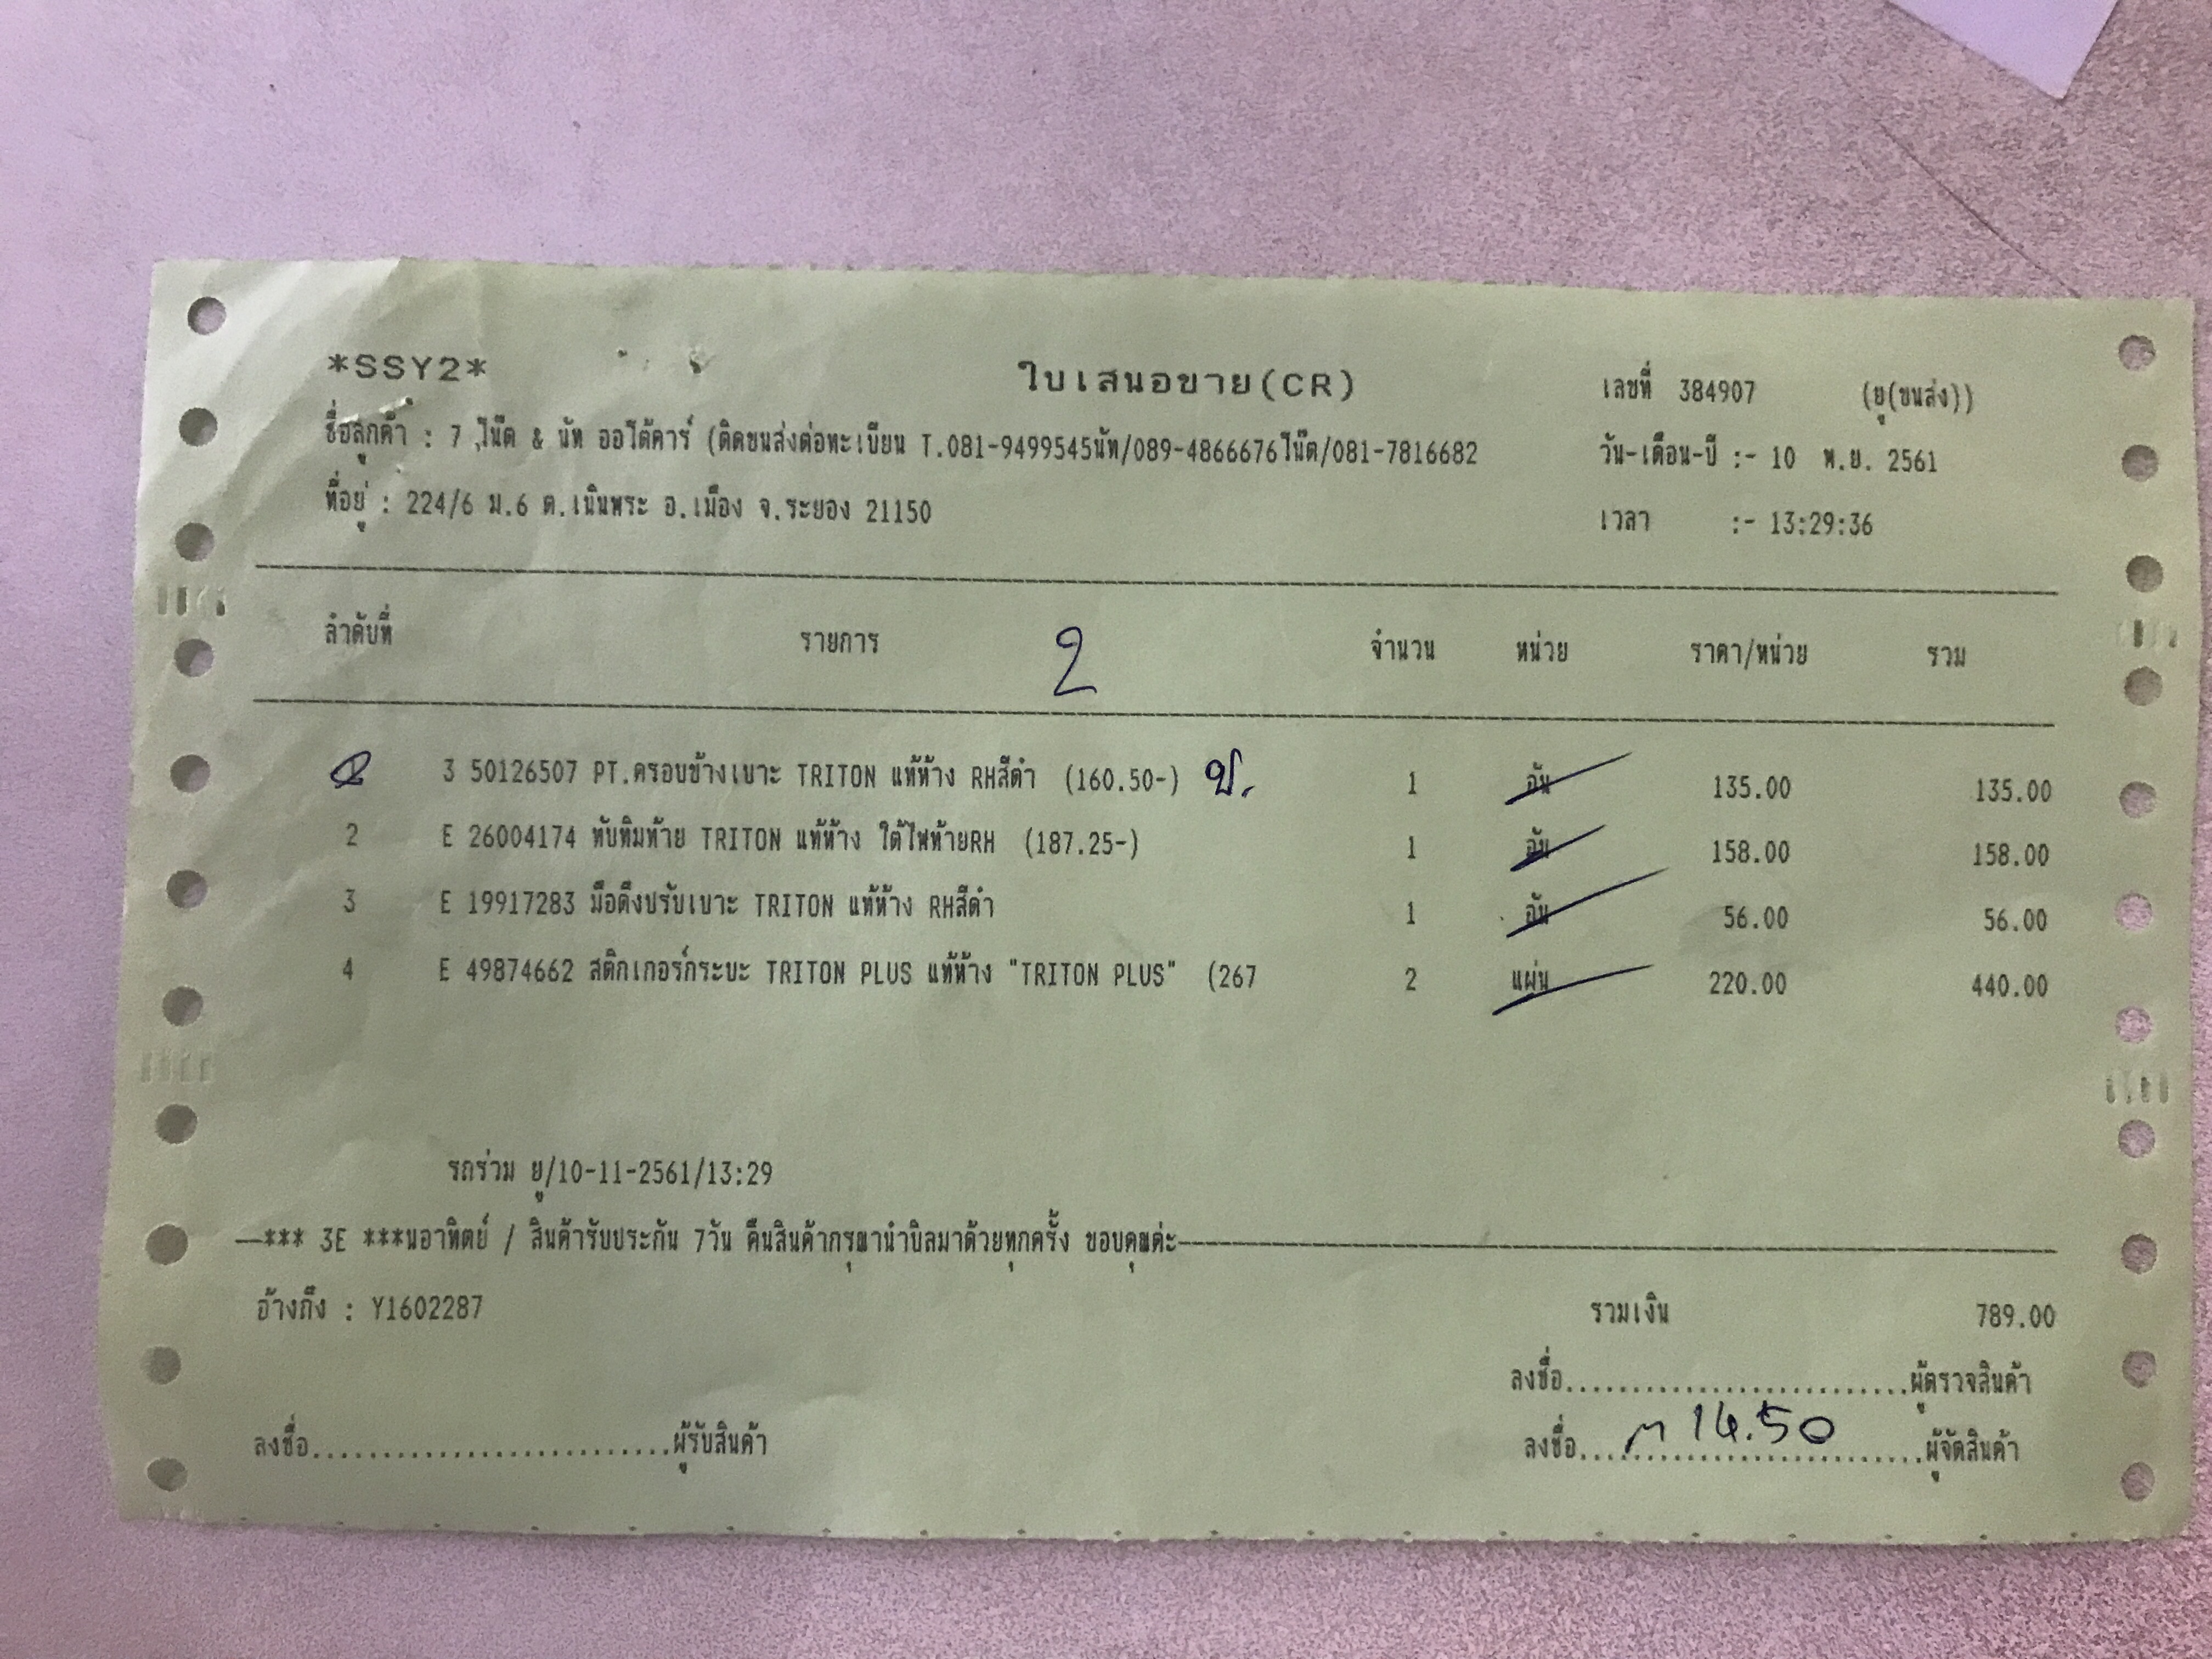 *SSY2* ใบเสนอขาย(CR) เลขที่ 384907 (ยู(ขนส่ง))
ชื่อลูกค้า : 7 ,โน๊ต & นัท ออโต้คาร์ (ติดขนส่งต่อทะเบียน T.081-9499545นัท/089-4866676โน๊ต/081-7816682 วัน-เดือน-ปี :- 10 พ.ย. 2561
ที่อยู่ : 224/6 ม.6 ต.เนินพระ อ.เมือง จ.ระยอง 21150 เวลา :- 13:29:36
ลำดับที่ รายการ 2 จำนวน หน่วย ราคา/หน่วย รวม
3 50126507 PT.ครอบข้างเบาะ TRITON แท้ห้าง RHสีดำ (160.50-) 1 อัน 135.00 135.00
2 E 26004174 ทับทิมท้าย TRITON แท้ห้าง ใต้ไฟท้ายRH (187.25-) 1 อัน 158.00 158.00
3 E 19917283 มือดึงปรับเบาะ TRITON แท้ห้าง RHสีดำ 1 อัน 56.00 56.00
4 E 49874662 สติกเกอร์กระบะ TRITON PLUS แท้ห้าง "TRITON PLUS" (267 2 แผ่น 220.00 440.00
รถร่วม ยู/10-11-2561/13:29
*** 3E ***นอาทิตย์ / สินค้ารับประกัน 7วัน คืนสินค้ากรุณานำบิลมาด้วยทุกครั้ง ขอบคุณค่ะ
อ้างถึง : Y1602287 รวมเงิน 789.00
ลงชื่อ..........................ผู้ตรวจสินค้า
ลงชื่อ...........................ผู้รับสินค้า ลงชื่อ..........14.50..........ผู้จัดสินค้า